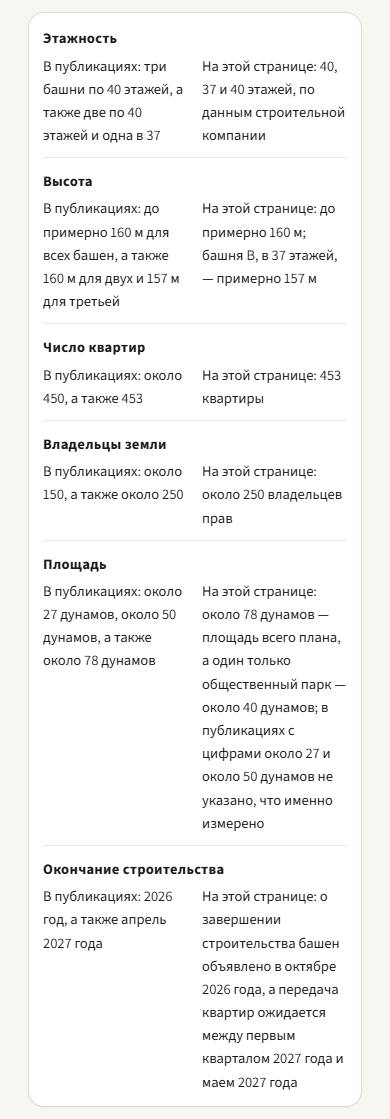 Этажность
В публикациях: три
башни по 40 этажей, а
также две по 40
этажей и одна в 37
На этой странице: 40,
37 и 40 этажей, по
данным строительной
компании
Высота
В публикациях: до
примерно 160 м для
всех башен, а также
160 м для двух и 157 м
для третьей
На этой странице: до
примерно 160 м;
башня B, в 37 этажей,
— примерно 157 м
Число квартир
В публикациях: около
450, а также 453
На этой странице: 453
квартиры
Владельцы земли
В публикациях: около
150, а также около 250
На этой странице:
около 250 владельцев
прав
Площадь
В публикациях: около
27 дунамов, около 50
дунамов, а также
около 78 дунамов
На этой странице:
около 78 дунамов —
площадь всего плана,
а один только
общественный парк —
около 40 дунамов; в
публикациях с
цифрами около 27 и
около 50 дунамов не
указано, что именно
измерено
Окончание строительства
В публикациях: 2026
год, а также апрель
2027 года
На этой странице: о
завершении
строительства башен
объявлено в октябре
2026 года, а передача
квартир ожидается
между первым
кварталом 2027 года и
маем 2027 года